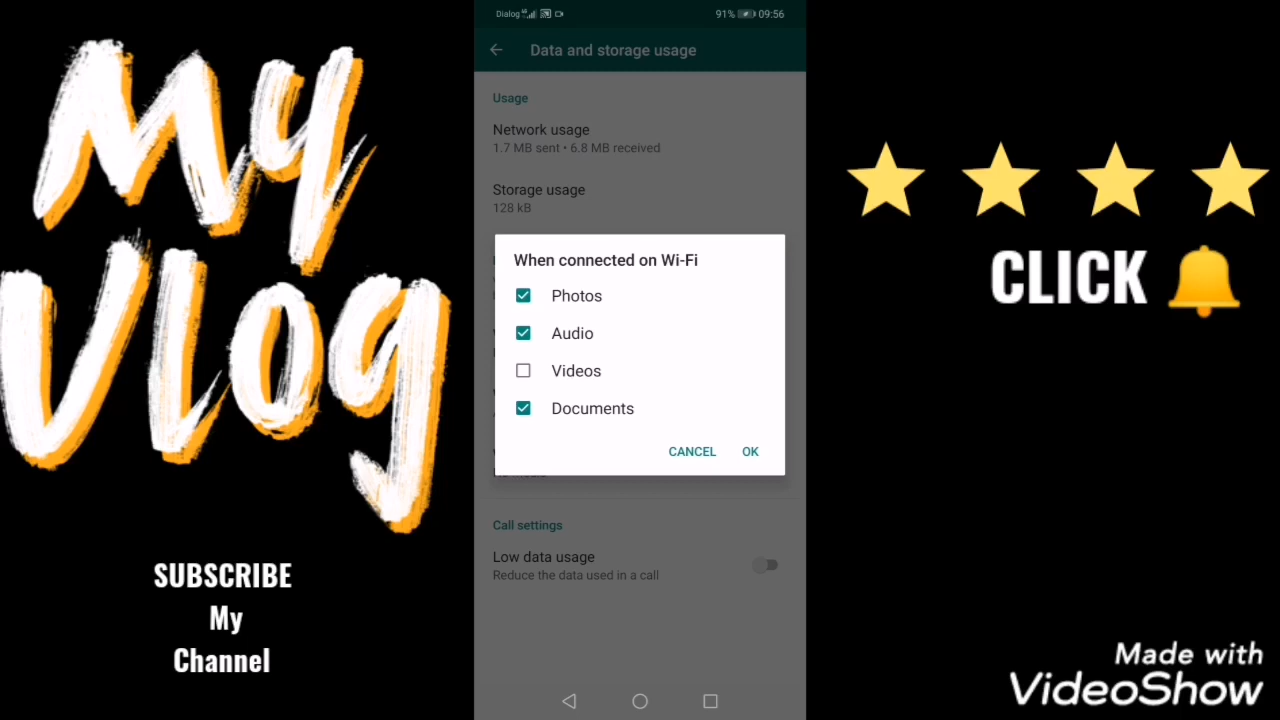 My
Vlog
SUBSCRIBE
My
Channel
Dialog 91% 09:56
Data and storage usage
Usage
Network usage
1.7 MB sent • 6.8 MB received
Storage usage
128 kB
When connected on Wi-Fi
Photos
Audio
Videos
Documents
CANCEL OK
Call settings
Low data usage
Reduce the data used in a call
CLICK
Made with
VideoShow